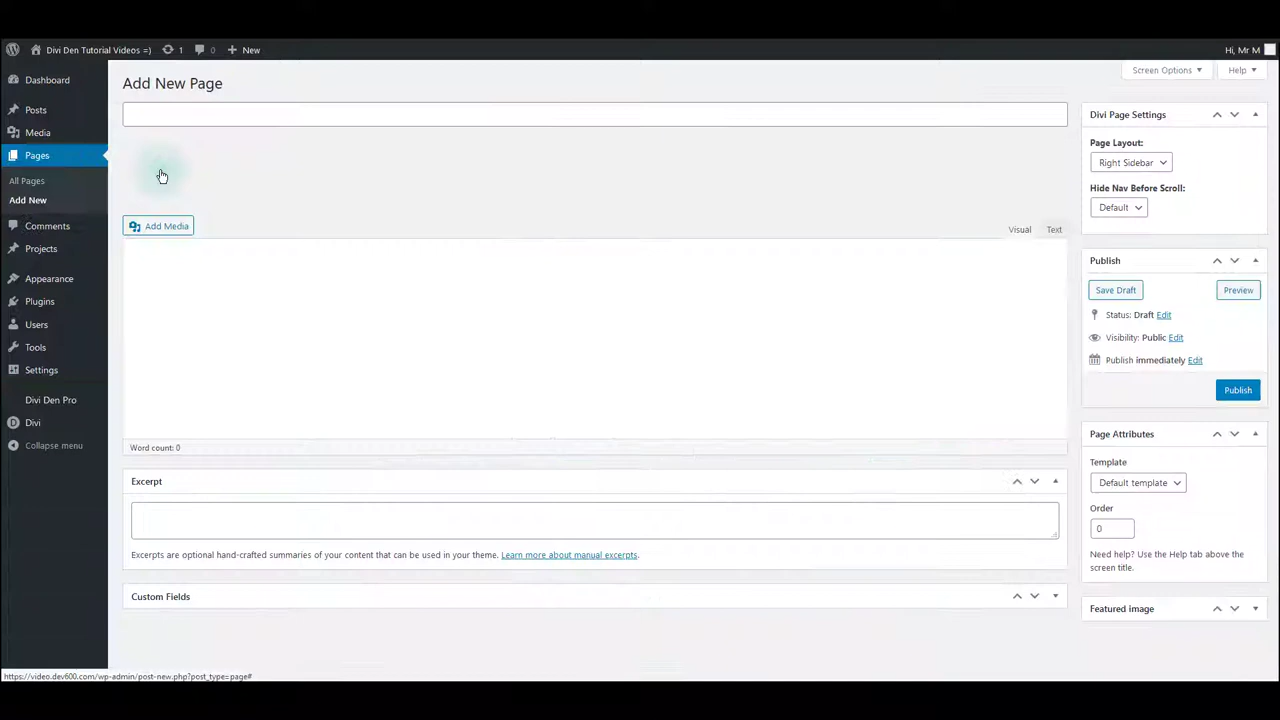 Divi Den Tutorial Videos =) 1 0 New
Hi, Mr M
Dashboard
Posts
Media
Pages
All Pages
Add New
Comments
Projects
Appearance
Plugins
Users
Tools
Settings
Divi Den Pro
Divi
Collapse menu
Screen Options Help
Add New Page
Add Media
Visual Text
Word count: 0
Excerpt
Excerpts are optional hand-crafted summaries of your content that can be used in your theme. Learn more about manual excerpts.
Custom Fields
Divi Page Settings
Page Layout:
Right Sidebar
Hide Nav Before Scroll:
Default
Publish
Save Draft Preview
Status: Draft Edit
Visibility: Public Edit
Publish immediately Edit
Publish
Page Attributes
Template
Default template
Order
0
Need help? Use the Help tab above the
screen title.
Featured image
https://video.dev600.com/wp-admin/post-new.php?post_type=page#